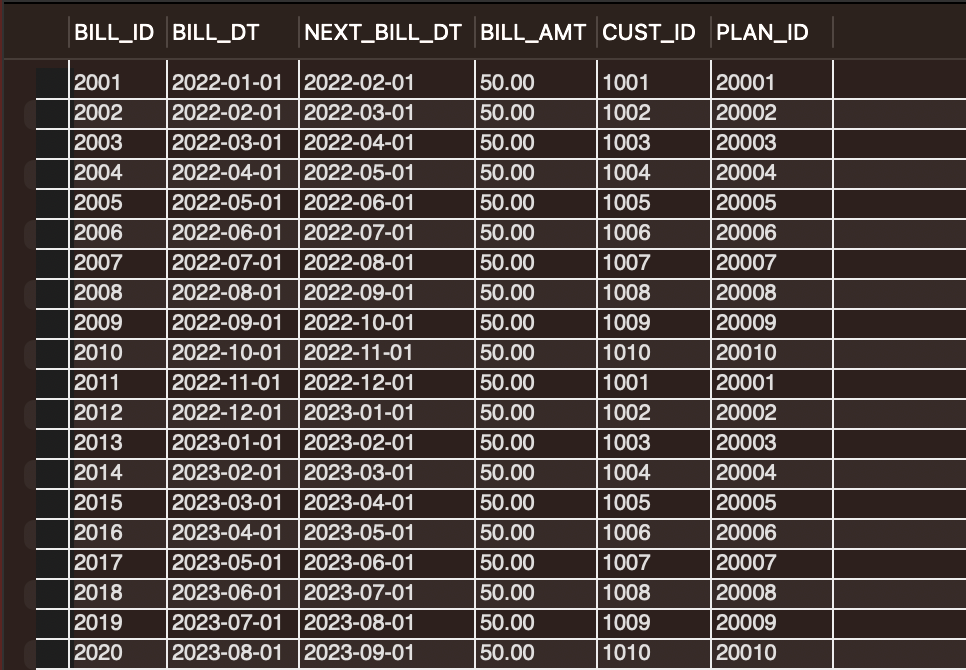 BILL_ID BILL_DT NEXT_BILL_DT BILL_AMT CUST_ID PLAN_ID
2001 2022-01-01 2022-02-01 50.00 1001 20001
2002 2022-02-01 2022-03-01 50.00 1002 20002
2003 2022-03-01 2022-04-01 50.00 1003 20003
2004 2022-04-01 2022-05-01 50.00 1004 20004
2005 2022-05-01 2022-06-01 50.00 1005 20005
2006 2022-06-01 2022-07-01 50.00 1006 20006
2007 2022-07-01 2022-08-01 50.00 1007 20007
2008 2022-08-01 2022-09-01 50.00 1008 20008
2009 2022-09-01 2022-10-01 50.00 1009 20009
2010 2022-10-01 2022-11-01 50.00 1010 20010
2011 2022-11-01 2022-12-01 50.00 1001 20001
2012 2022-12-01 2023-01-01 50.00 1002 20002
2013 2023-01-01 2023-02-01 50.00 1003 20003
2014 2023-02-01 2023-03-01 50.00 1004 20004
2015 2023-03-01 2023-04-01 50.00 1005 20005
2016 2023-04-01 2023-05-01 50.00 1006 20006
2017 2023-05-01 2023-06-01 50.00 1007 20007
2018 2023-06-01 2023-07-01 50.00 1008 20008
2019 2023-07-01 2023-08-01 50.00 1009 20009
2020 2023-08-01 2023-09-01 50.00 1010 20010